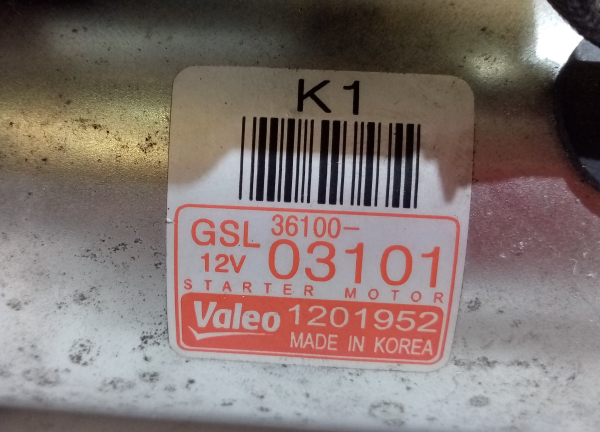 K1
GSL 36100-
12V 03101
STARTER MOTOR
Valeo 1201952
MADE IN KOREA